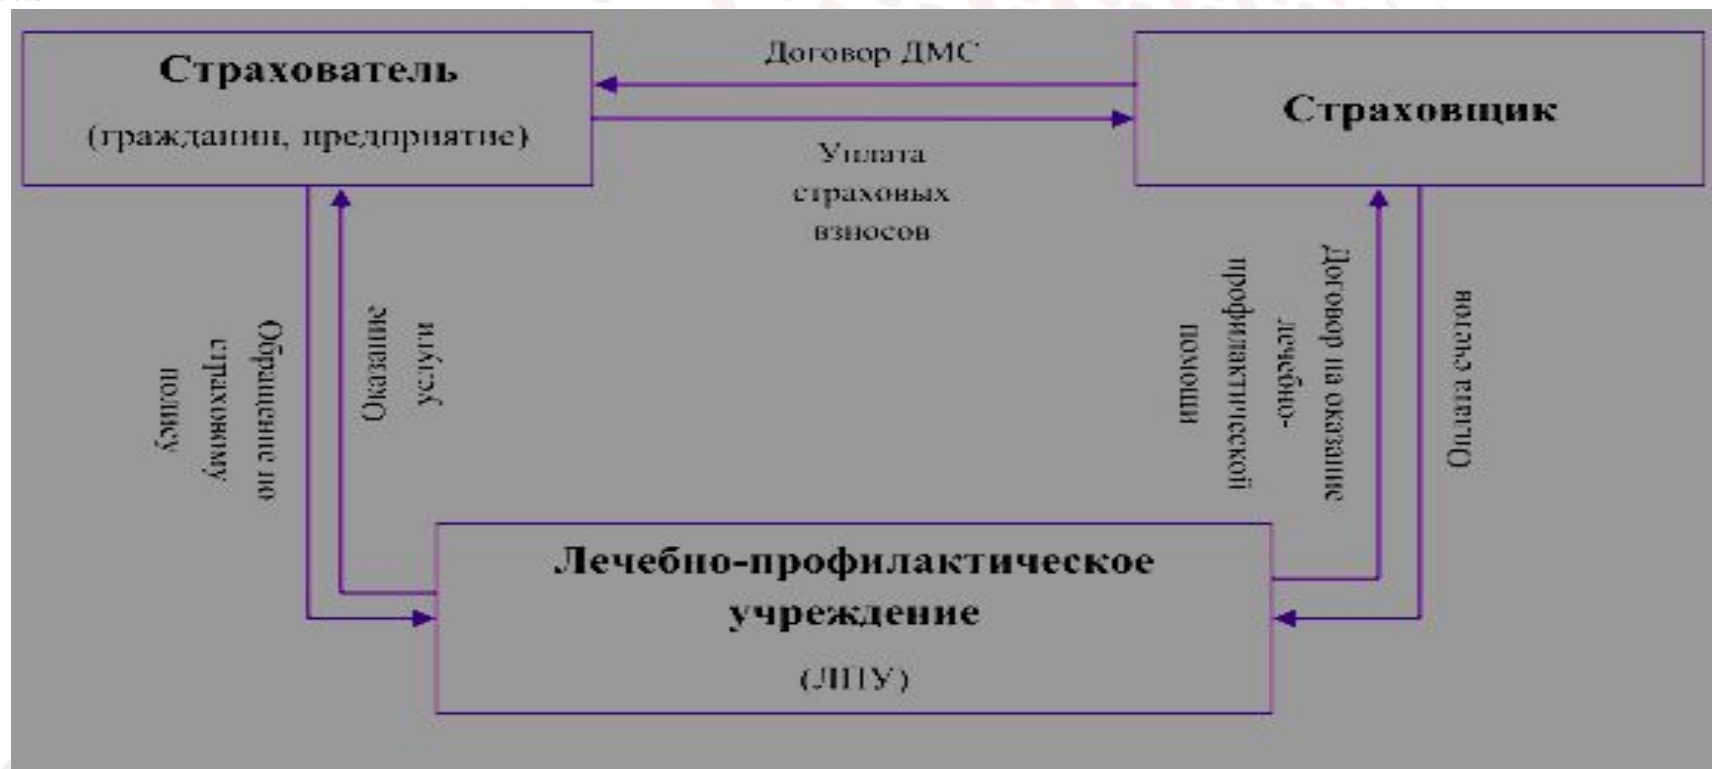 Страхователь
(гражданин, предприятие)
Договор ДМС
Уплата
страховых
взносов
Страховщик
Обращение по
страховому
полису
Оказание
услуги
Договор на оказание
лечебно-
профилактической
помощи
Оплата счетов
Лечебно-профилактическое
учреждение
(ЛПУ)